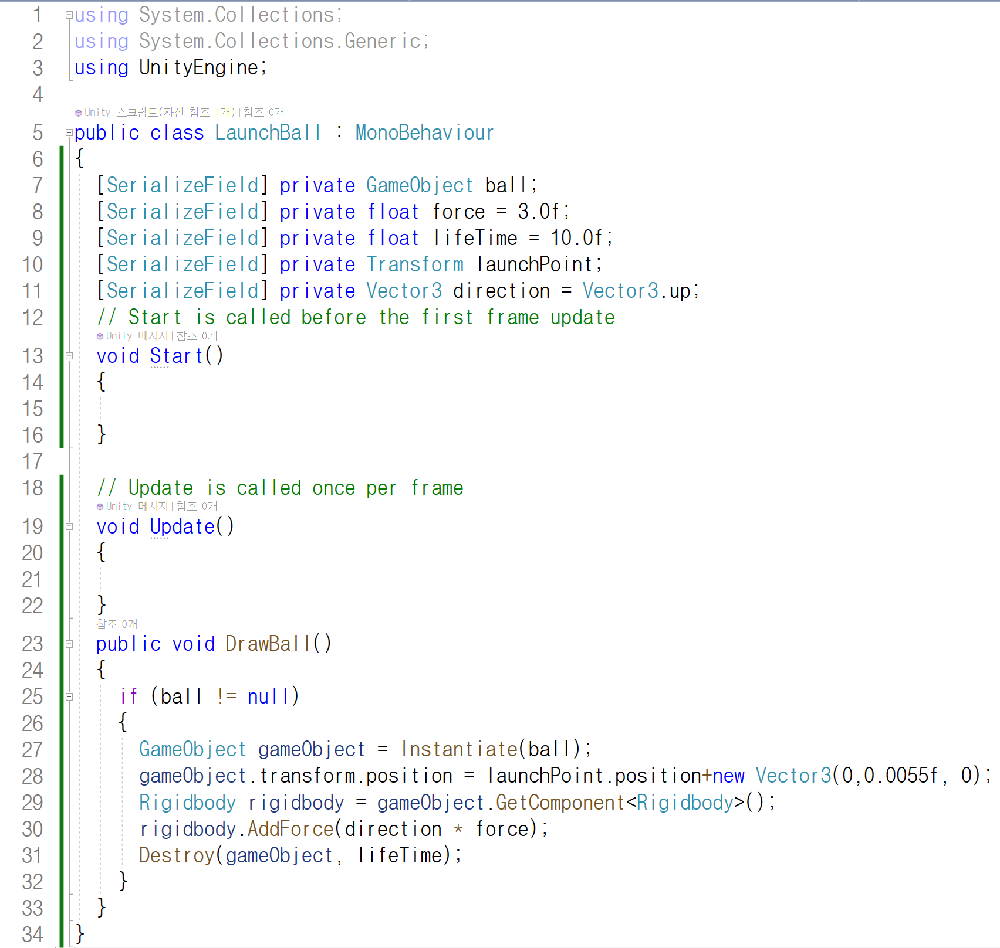 1 using System.Collections;
2 using System.Collections.Generic;
3 using UnityEngine;
4
Unity 스크립트(자산 참조 1개)|참조 0개
5 public class LaunchBall : MonoBehaviour
6 {
7 [SerializeField] private GameObject ball;
8 [SerializeField] private float force = 3.0f;
9 [SerializeField] private float lifeTime = 10.0f;
10 [SerializeField] private Transform launchPoint;
11 [SerializeField] private Vector3 direction = Vector3.up;
12 // Start is called before the first frame update
Unity 메시지|참조 0개
13 void Start()
14 {
15
16 }
17
18 // Update is called once per frame
Unity 메시지|참조 0개
19 void Update()
20 {
21
22 }
참조 0개
23 public void DrawBall()
24 {
25 if (ball != null)
26 {
27 GameObject gameObject = Instantiate(ball);
28 gameObject.transform.position = launchPoint.position+new Vector3(0,0.0055f, 0);
29 Rigidbody rigidbody = gameObject.GetComponent<Rigidbody>();
30 rigidbody.AddForce(direction * force);
31 Destroy(gameObject, lifeTime);
32 }
33 }
34 }